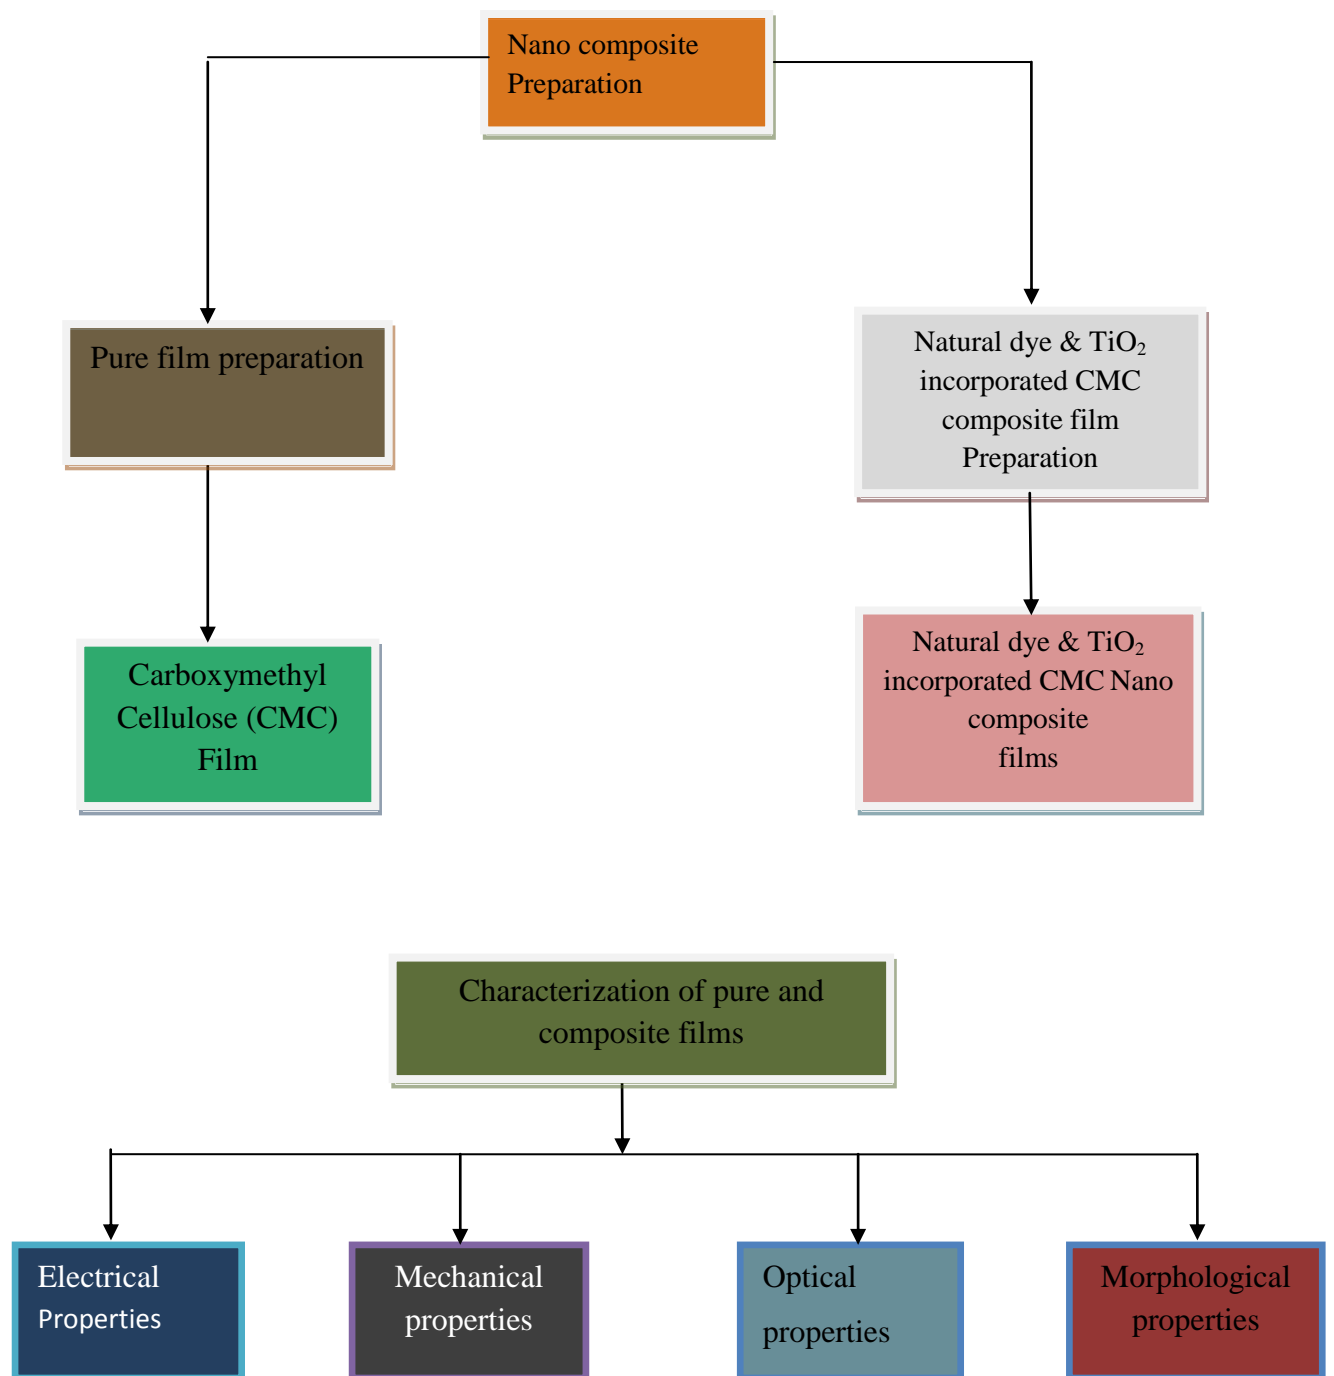 Nano composite
Preparation
Pure film preparation
Natural dye & TiO₂
incorporated CMC
composite film
Preparation
Carboxymethyl
Cellulose (CMC)
Film
Natural dye & TiO₂
incorporated CMC Nano
composite
films
Characterization of pure and
composite films
Electrical
Properties
Mechanical
properties
Optical
properties
Morphological
properties